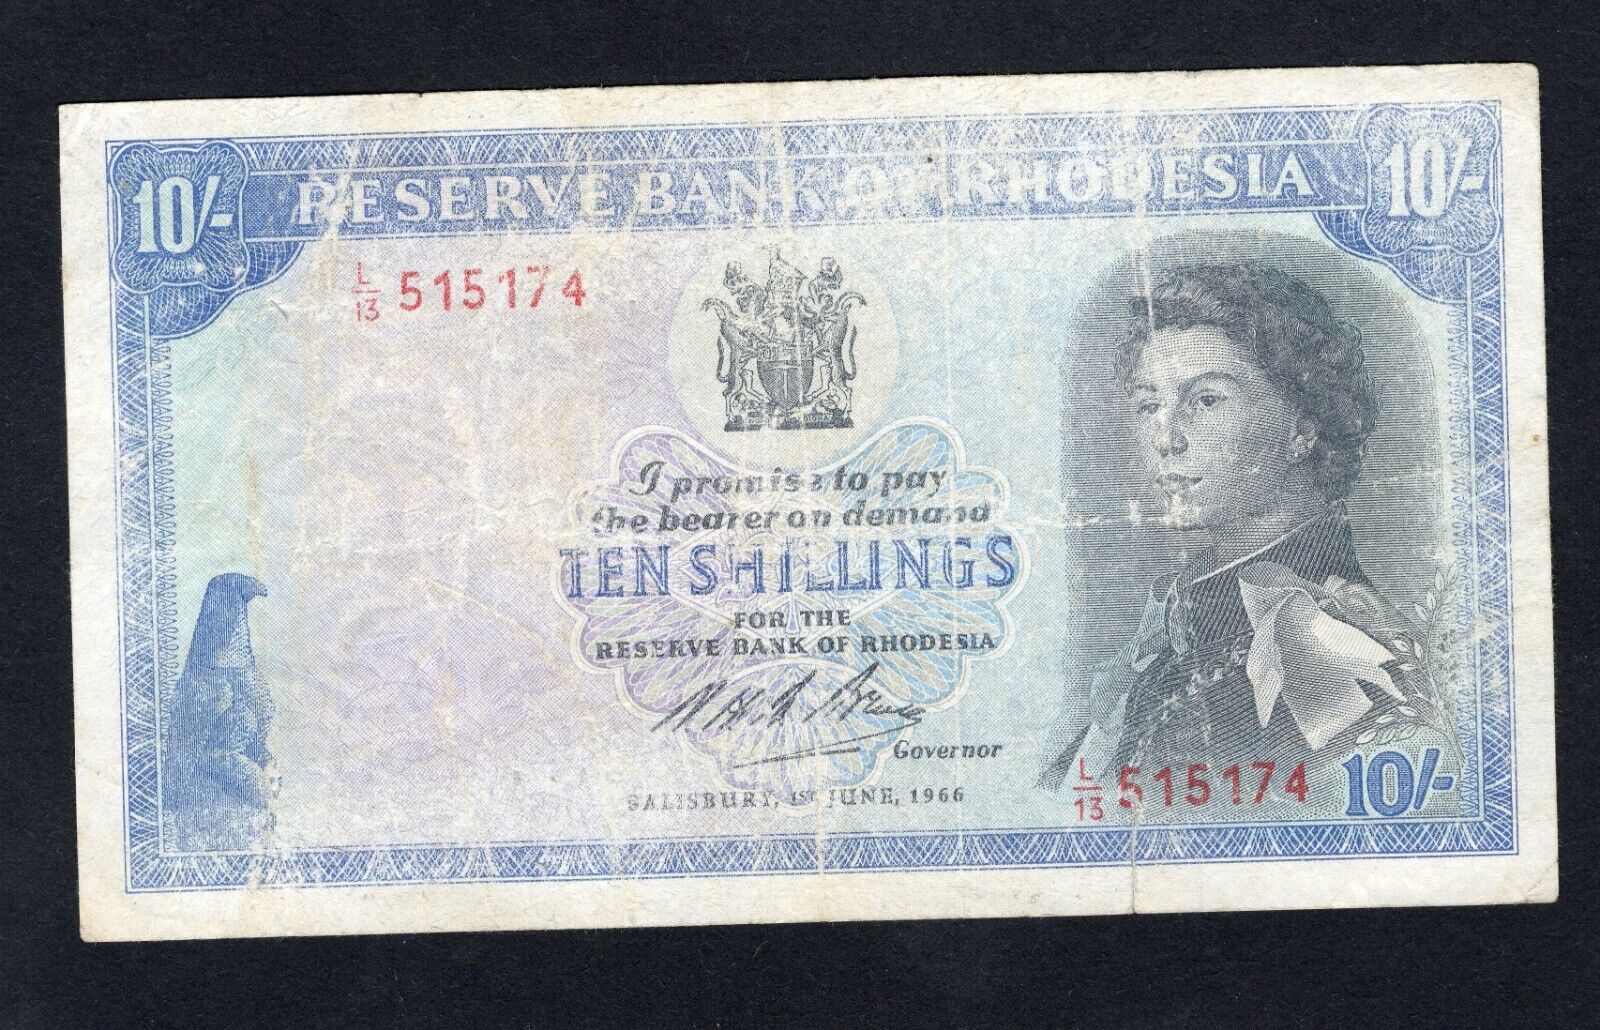 10/- RESERVE BANK OF RHODESIA 10/-
L/13 515174
I promise to pay
the bearer on demand
TEN SHILLINGS
FOR THE
RESERVE BANK OF RHODESIA
Governor
SALISBURY, 1ST JUNE, 1966
L/13 515174 10/-